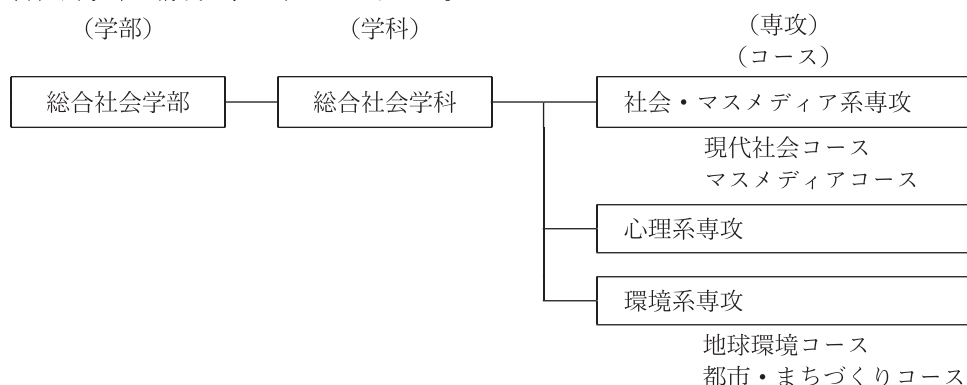 (学部) (学科) (専攻)
(コース)
総合社会学部 総合社会学科 社会・マスメディア系専攻
現代社会コース
マスメディアコース
心理系専攻
環境系専攻
地球環境コース
都市・まちづくりコース